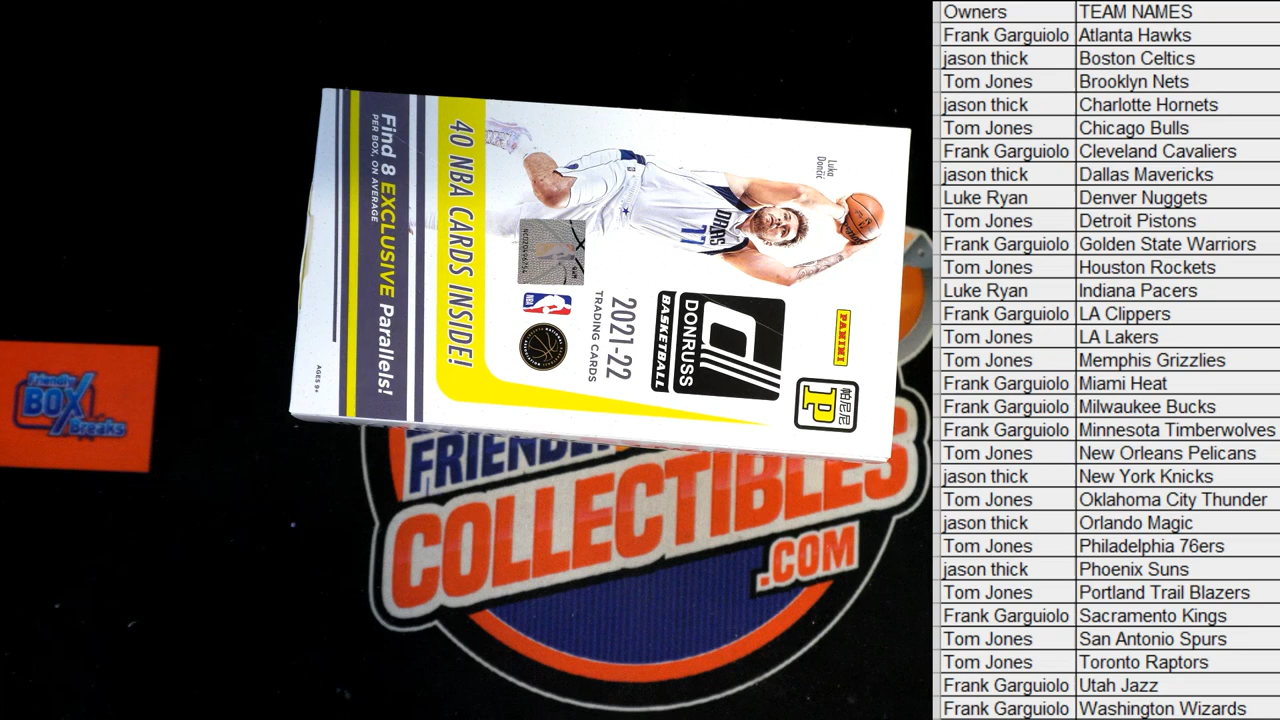 Friendly
BOX
Breaks
Find 8 EXCLUSIVE Parallels!
PER BOX, ON AVERAGE
AGES 9+
40 NBA CARDS INSIDE!
Luka
Dončić
DALLAS
77
NBA
2021-22
TRADING CARDS
DONRUSS
BASKETBALL
PANINI
帕尼尼
P
COLLECTIBLES
.COM
Owners TEAM NAMES
Frank Garguiolo Atlanta Hawks
jason thick Boston Celtics
Tom Jones Brooklyn Nets
jason thick Charlotte Hornets
Tom Jones Chicago Bulls
Frank Garguiolo Cleveland Cavaliers
jason thick Dallas Mavericks
Luke Ryan Denver Nuggets
Tom Jones Detroit Pistons
Frank Garguiolo Golden State Warriors
Tom Jones Houston Rockets
Luke Ryan Indiana Pacers
Frank Garguiolo LA Clippers
Tom Jones LA Lakers
Tom Jones Memphis Grizzlies
Frank Garguiolo Miami Heat
Frank Garguiolo Milwaukee Bucks
Frank Garguiolo Minnesota Timberwolves
Tom Jones New Orleans Pelicans
jason thick New York Knicks
Tom Jones Oklahoma City Thunder
jason thick Orlando Magic
Tom Jones Philadelphia 76ers
jason thick Phoenix Suns
Tom Jones Portland Trail Blazers
Frank Garguiolo Sacramento Kings
Tom Jones San Antonio Spurs
Tom Jones Toronto Raptors
Frank Garguiolo Utah Jazz
Frank Garguiolo Washington Wizards